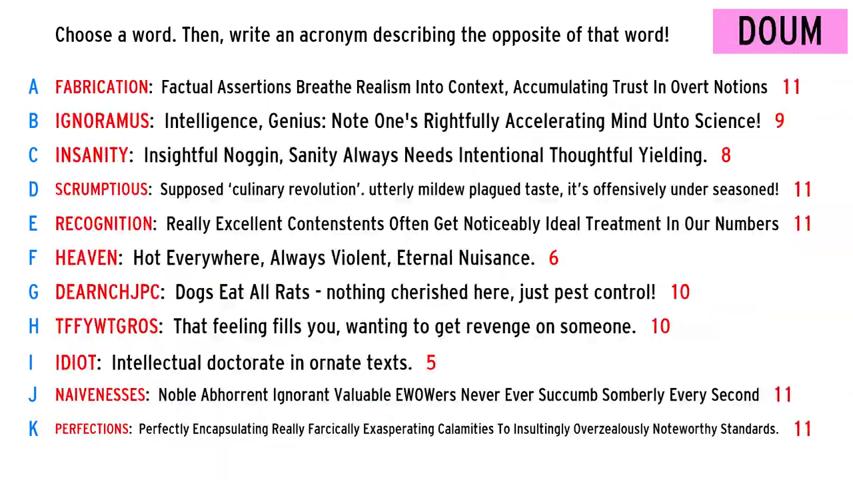 Choose a word. Then, write an acronym describing the opposite of that word!
DOUM
A FABRICATION: Factual Assertions Breathe Realism Into Context, Accumulating Trust In Overt Notions 11
B IGNORAMUS: Intelligence, Genius: Note One's Rightfully Accelerating Mind Unto Science! 9
C INSANITY: Insightful Noggin, Sanity Always Needs Intentional Thoughtful Yielding. 8
D SCRUMPTIOUS: Supposed ‘culinary revolution’. utterly mildew plagued taste, it’s offensively under seasoned! 11
E RECOGNITION: Really Excellent Contenstents Often Get Noticeably Ideal Treatment In Our Numbers 11
F HEAVEN: Hot Everywhere, Always Violent, Eternal Nuisance. 6
G DEARNCHJPC: Dogs Eat All Rats - nothing cherished here, just pest control! 10
H TFFYWTGROS: That feeling fills you, wanting to get revenge on someone. 10
I IDIOT: Intellectual doctorate in ornate texts. 5
J NAIVENESSES: Noble Abhorrent Ignorant Valuable EWOWers Never Ever Succumb Somberly Every Second 11
K PERFECTIONS: Perfectly Encapsulating Really Farcically Exasperating Calamities To Insultingly Overzealously Noteworthy Standards. 11